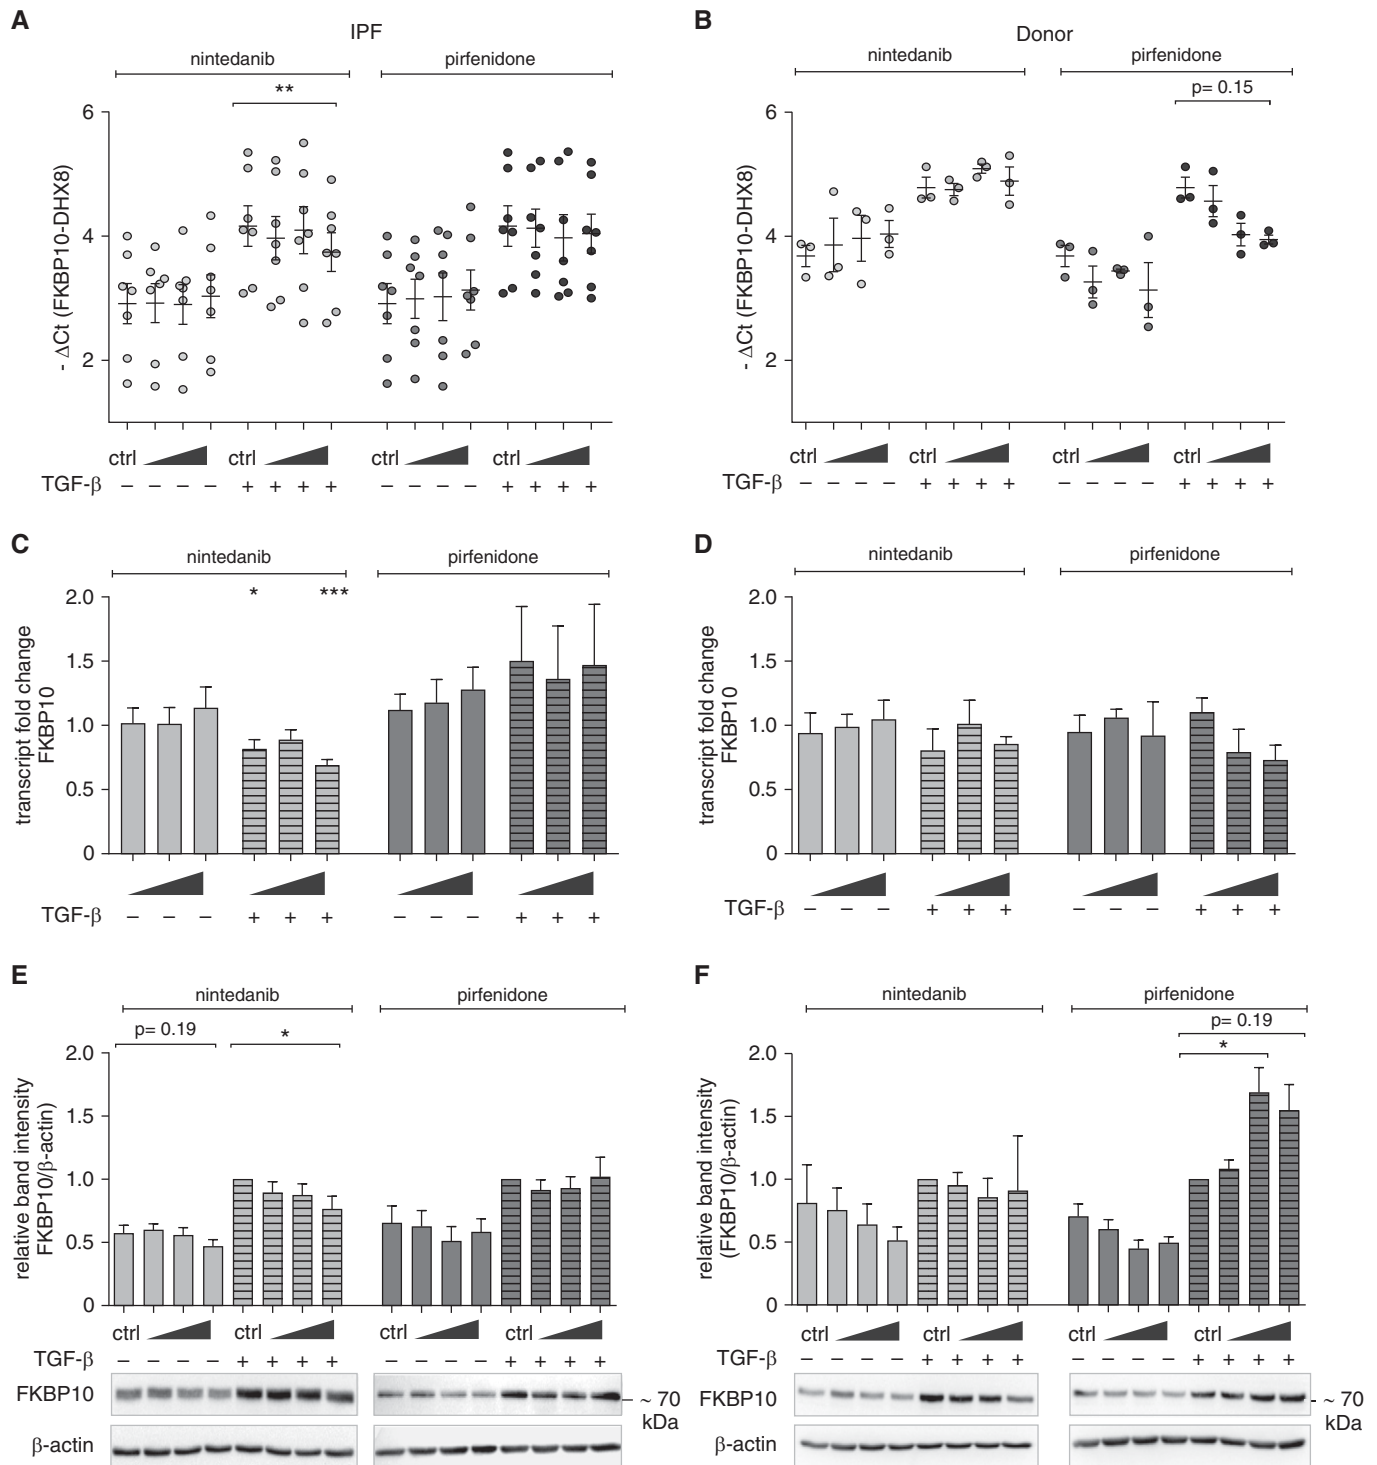 A
IPF
nintedanib
pirfenidone
**
6
4
2
- ΔCt (FKBP10-DHX8)
ctrl
ctrl
ctrl
ctrl
TGF-β – – – – + + + + – – – – + + + +
B
Donor
nintedanib
pirfenidone
p= 0.15
6
4
2
- ΔCt (FKBP10-DHX8)
ctrl
ctrl
ctrl
ctrl
TGF-β – – – – + + + + – – – – + + + +
C
nintedanib
pirfenidone
* ***
2.0
1.5
1.0
0.5
0
transcript fold change
FKBP10
TGF-β – – – + + + – – – + + +
D
nintedanib
pirfenidone
2.0
1.5
1.0
0.5
0
transcript fold change
FKBP10
TGF-β – – – + + + – – – + + +
E
nintedanib
pirfenidone
p= 0.19
*
2.0
1.5
1.0
0.5
0
relative band intensity
FKBP10/β-actin)
ctrl
ctrl
ctrl
ctrl
TGF-β – – – – + + + + – – – – + + + +
FKBP10
~ 70
kDa
β-actin
F
nintedanib
pirfenidone
p= 0.19
*
2.0
1.5
1.0
0.5
0
relative band intensity
(FKBP10/β-actin)
ctrl
ctrl
ctrl
ctrl
TGF-β – – – – + + + + – – – – + + + +
FKBP10
~ 70
kDa
β-actin